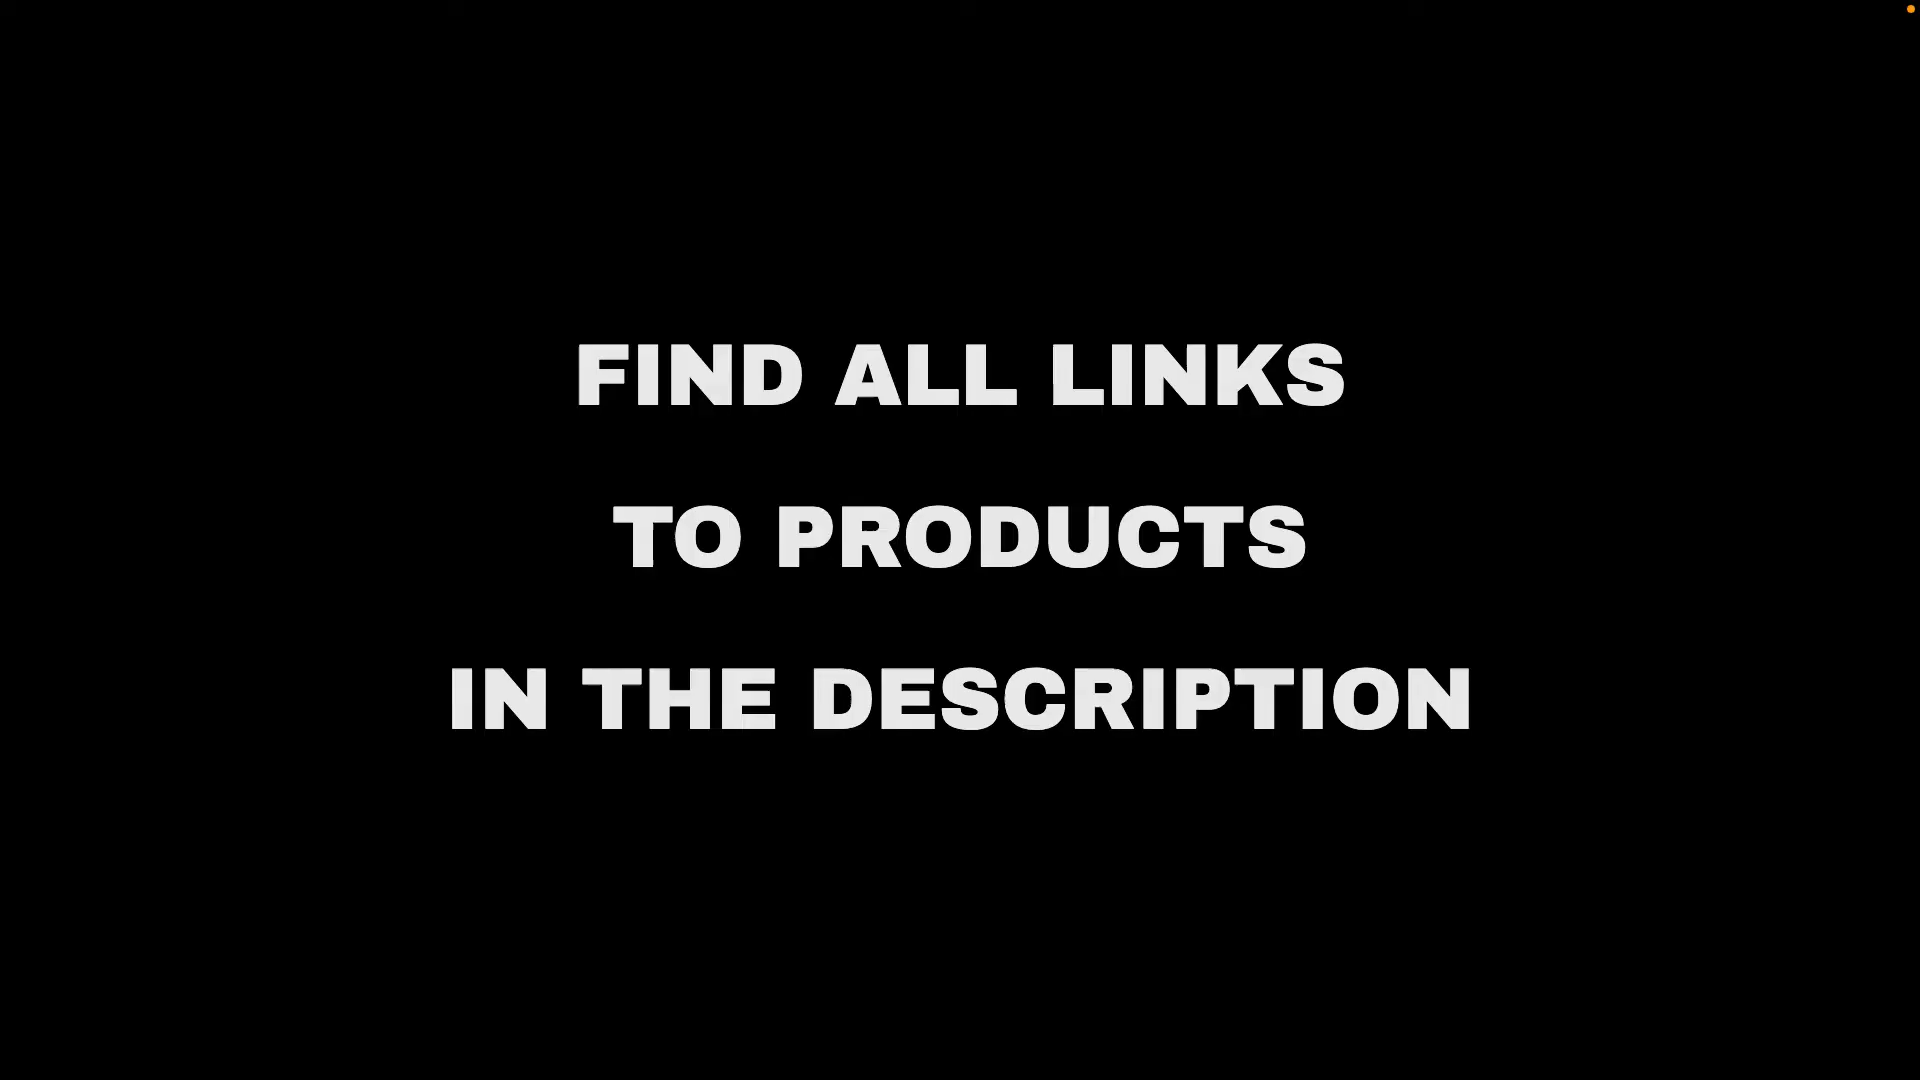 FIND ALL LINKS
TO PRODUCTS
IN THE DESCRIPTION